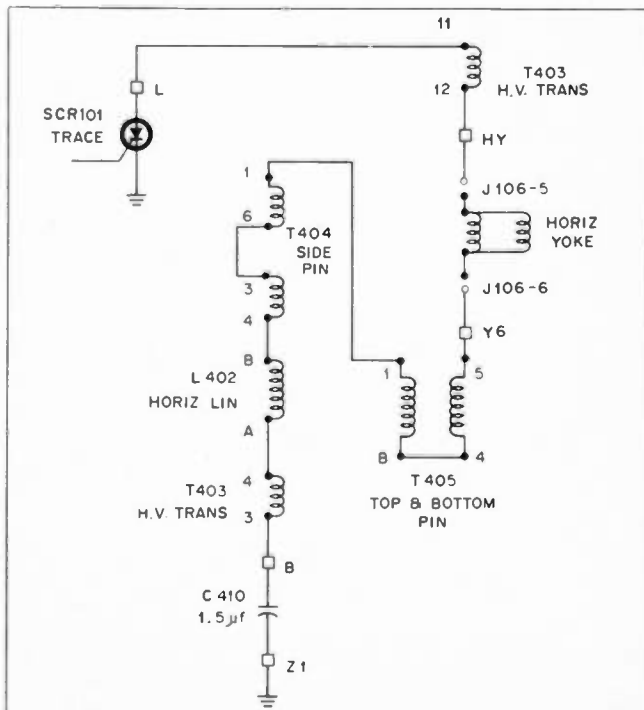 11
L
SCR101
TRACE
T403
H.V. TRANS
12
HY
J106-5
HORIZ
YOKE
J106-6
Y6
1
6
T404
SIDE
PIN
3
4
B
L402
HORIZ LIN
A
4
T403
H.V. TRANS
3
B
C410
1.5µf
Z1
1
5
8
4
T405
TOP & BOTTOM
PIN